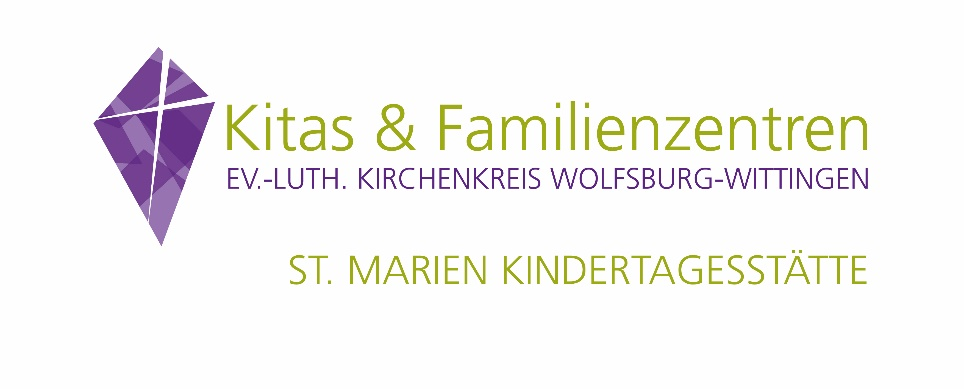 Kitas & Familienzentren
EV.-LUTH. KIRCHENKREIS WOLFSBURG-WITTINGEN
ST. MARIEN KINDERTAGESSTÄTTE